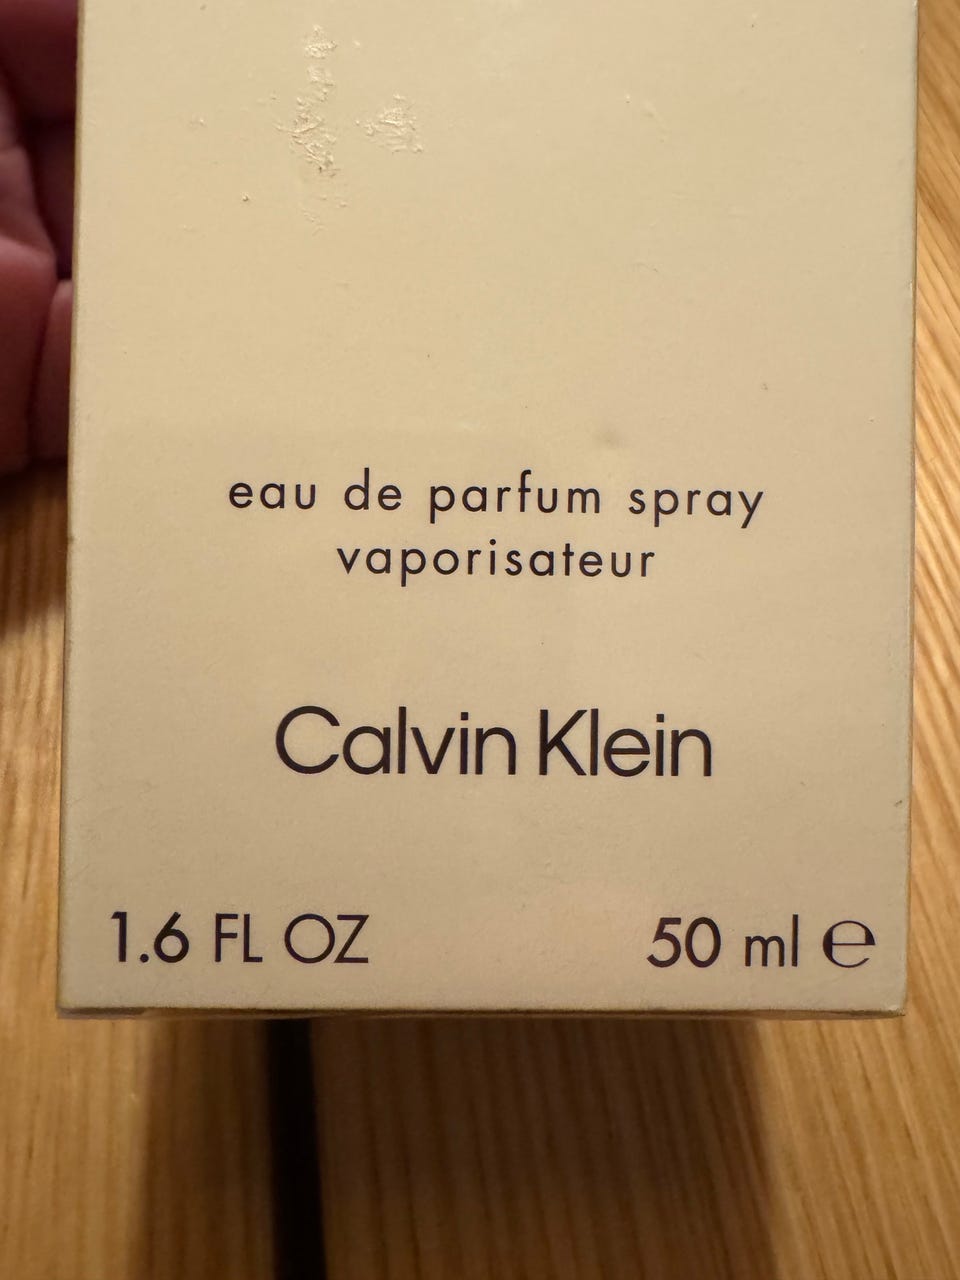 eau de parfum spray
vaporisateur
Calvin Klein
1.6 FL OZ
50 ml ℮